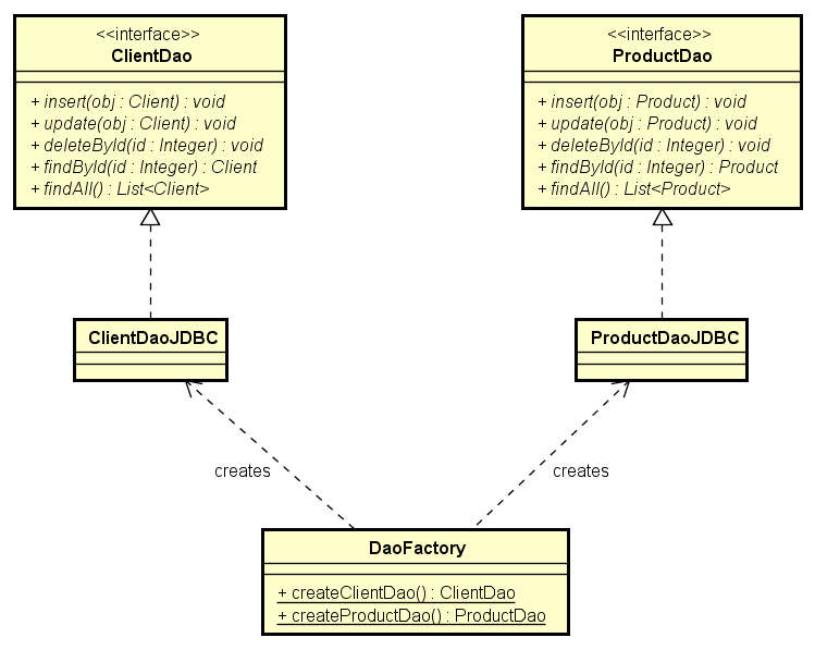 <<interface>>
ClientDao
+ insert(obj : Client) : void
+ update(obj : Client) : void
+ deleteById(id : Integer) : void
+ findById(id : Integer) : Client
+ findAll() : List<Client>
<<interface>>
ProductDao
+ insert(obj : Product) : void
+ update(obj : Product) : void
+ deleteById(id : Integer) : void
+ findById(id : Integer) : Product
+ findAll() : List<Product>
ClientDaoJDBC
ProductDaoJDBC
creates
creates
DaoFactory
+ createClientDao() : ClientDao
+ createProductDao() : ProductDao